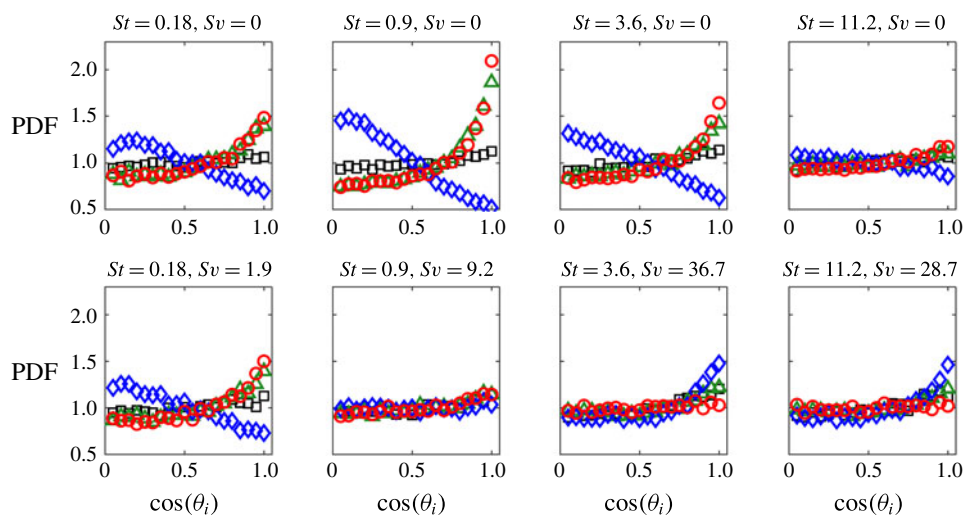 St = 0.18, Sv = 0
St = 0.9, Sv = 0
St = 3.6, Sv = 0
St = 11.2, Sv = 0
PDF
2.0
1.5
1.0
0.5
0 0.5 1.0
0 0.5 1.0
0 0.5 1.0
0 0.5 1.0
St = 0.18, Sv = 1.9
St = 0.9, Sv = 9.2
St = 3.6, Sv = 36.7
St = 11.2, Sv = 28.7
PDF
2.0
1.5
1.0
0.5
0 0.5 1.0
0 0.5 1.0
0 0.5 1.0
0 0.5 1.0
cos(θi)
cos(θi)
cos(θi)
cos(θi)